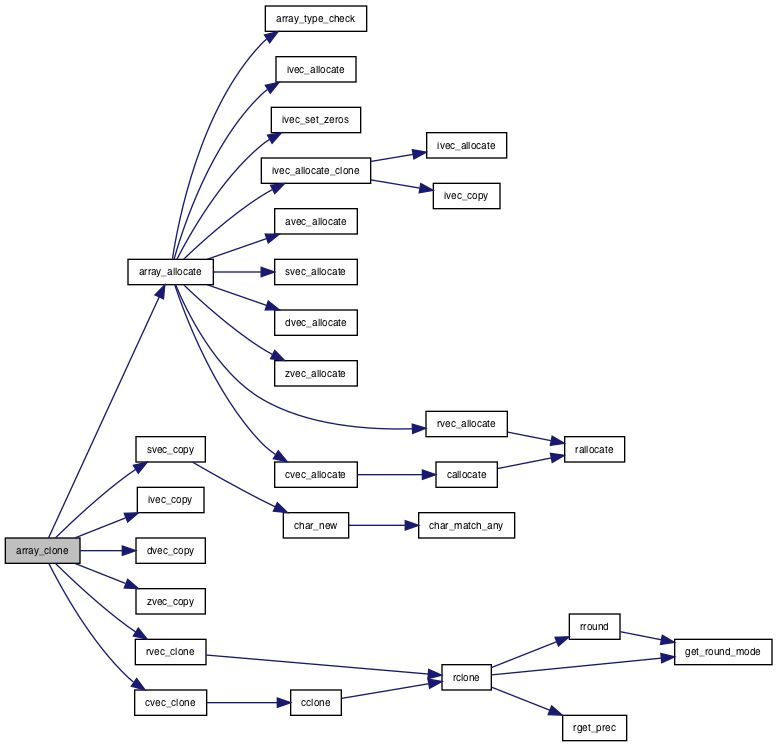 array_type_check
ivec_allocate
ivec_set_zeros
ivec_allocate
ivec_allocate_clone
ivec_copy
avec_allocate
array_allocate
svec_allocate
dvec_allocate
zvec_allocate
rvec_allocate
rallocate
svec_copy
cvec_allocate
callocate
ivec_copy
char_new
char_match_any
array_clone
dvec_copy
zvec_copy
rround
rvec_clone
get_round_mode
rclone
cvec_clone
cclone
rget_prec